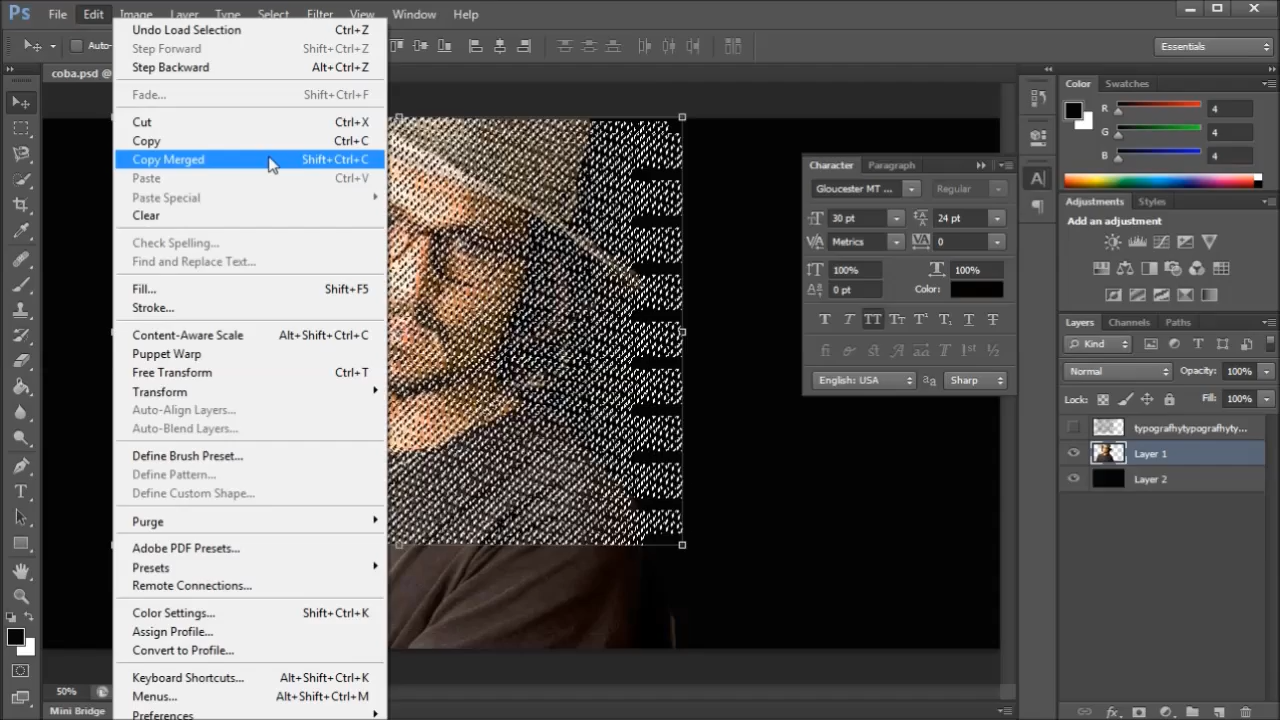 Ps File Edit Image Layer Type Select Filter View Window Help
Auto-
Essentials
coba.psd @
Undo Load Selection Ctrl+Z
Step Forward Shift+Ctrl+Z
Step Backward Alt+Ctrl+Z
Fade... Shift+Ctrl+F
Cut Ctrl+X
Copy Ctrl+C
Copy Merged Shift+Ctrl+C
Paste Ctrl+V
Paste Special
Clear
Check Spelling...
Find and Replace Text...
Fill... Shift+F5
Stroke...
Content-Aware Scale Alt+Shift+Ctrl+C
Puppet Warp
Free Transform Ctrl+T
Transform
Auto-Align Layers...
Auto-Blend Layers...
Define Brush Preset...
Define Pattern...
Define Custom Shape...
Purge
Adobe PDF Presets...
Presets
Remote Connections...
Color Settings... Shift+Ctrl+K
Assign Profile...
Convert to Profile...
Keyboard Shortcuts... Alt+Shift+Ctrl+K
Menus... Alt+Shift+Ctrl+M
Preferences
50%
Mini Bridge
Character Paragraph
Gloucester MT ... Regular
30 pt 24 pt
Metrics 0
100% 100%
0 pt Color:
English: USA Sharp
Color Swatches
R 4
G 4
B 4
Adjustments Styles
Add an adjustment
Layers Channels Paths
Kind
Normal Opacity: 100%
Lock: Fill: 100%
typografhytypografhyty...
Layer 1
Layer 2